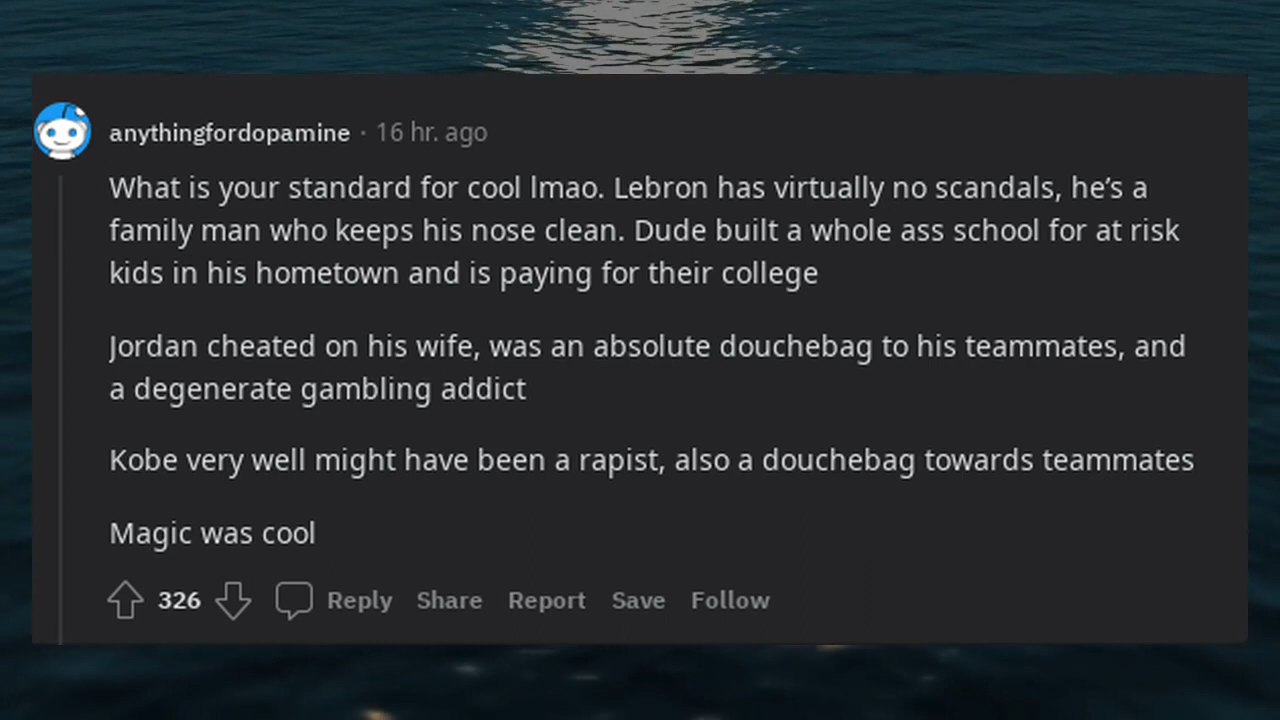 anythingfordopamine · 16 hr. ago
What is your standard for cool lmao. Lebron has virtually no scandals, he’s a
family man who keeps his nose clean. Dude built a whole ass school for at risk
kids in his hometown and is paying for their college
Jordan cheated on his wife, was an absolute douchebag to his teammates, and
a degenerate gambling addict
Kobe very well might have been a rapist, also a douchebag towards teammates
Magic was cool
326 Reply Share Report Save Follow